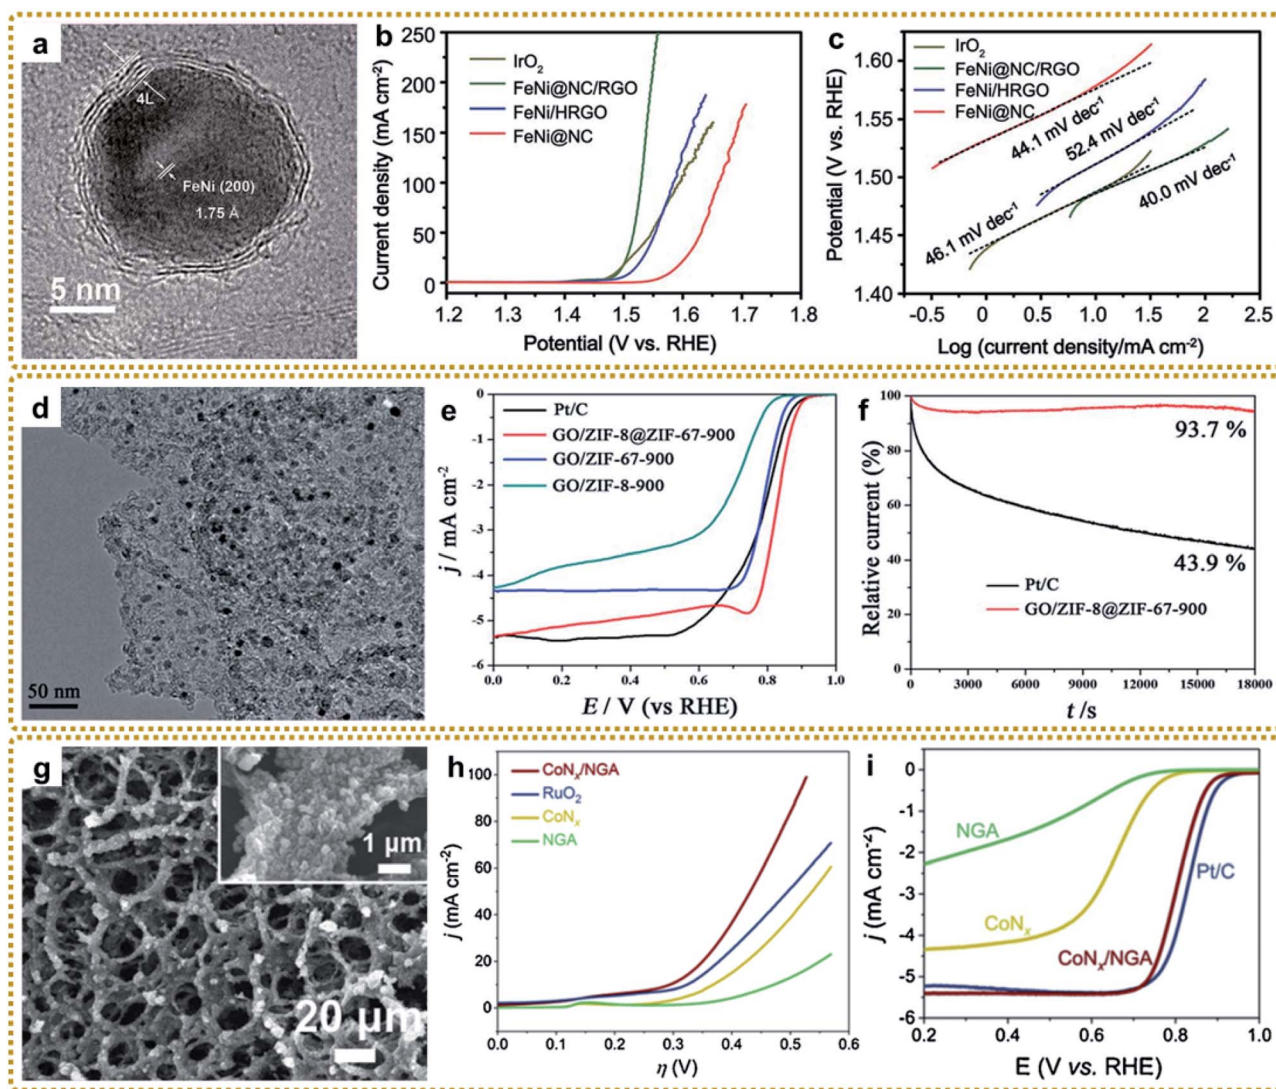 a
4L
FeNi (200)
1.75 Å
5 nm
b
IrO₂
FeNi@NC/RGO
FeNi/HRGO
FeNi@NC
Current density (mA cm⁻²)
250
200
150
100
50
0
1.2 1.3 1.4 1.5 1.6 1.7 1.8
Potential (V vs. RHE)
c
IrO₂
FeNi@NC/RGO
FeNi/HRGO
FeNi@NC
44.1 mV dec⁻¹
52.4 mV dec⁻¹
40.0 mV dec⁻¹
46.1 mV dec⁻¹
Potential (V vs. RHE)
1.60
1.55
1.50
1.45
1.40
-0.5 0.0 0.5 1.0 1.5 2.0 2.5
Log (current density/mA cm⁻²)
d
50 nm
e
Pt/C
GO/ZIF-8@ZIF-67-900
GO/ZIF-67-900
GO/ZIF-8-900
j / mA cm⁻²
0
-1
-2
-3
-4
-5
-6
0.0 0.2 0.4 0.6 0.8 1.0
E / V (vs RHE)
f
93.7 %
43.9 %
Pt/C
GO/ZIF-8@ZIF-67-900
Relative current (%)
100
80
60
40
20
0
0 3000 6000 9000 12000 15000 18000
t /s
g
1 µm
20 µm
h
CoNₓ/NGA
RuO₂
CoNₓ
NGA
j (mA cm⁻²)
100
80
60
40
20
0
0.0 0.1 0.2 0.3 0.4 0.5 0.6
η (V)
i
NGA
Pt/C
CoNₓ
CoNₓ/NGA
j (mA cm⁻²)
0
-1
-2
-3
-4
-5
-6
0.2 0.4 0.6 0.8 1.0
E (V vs. RHE)